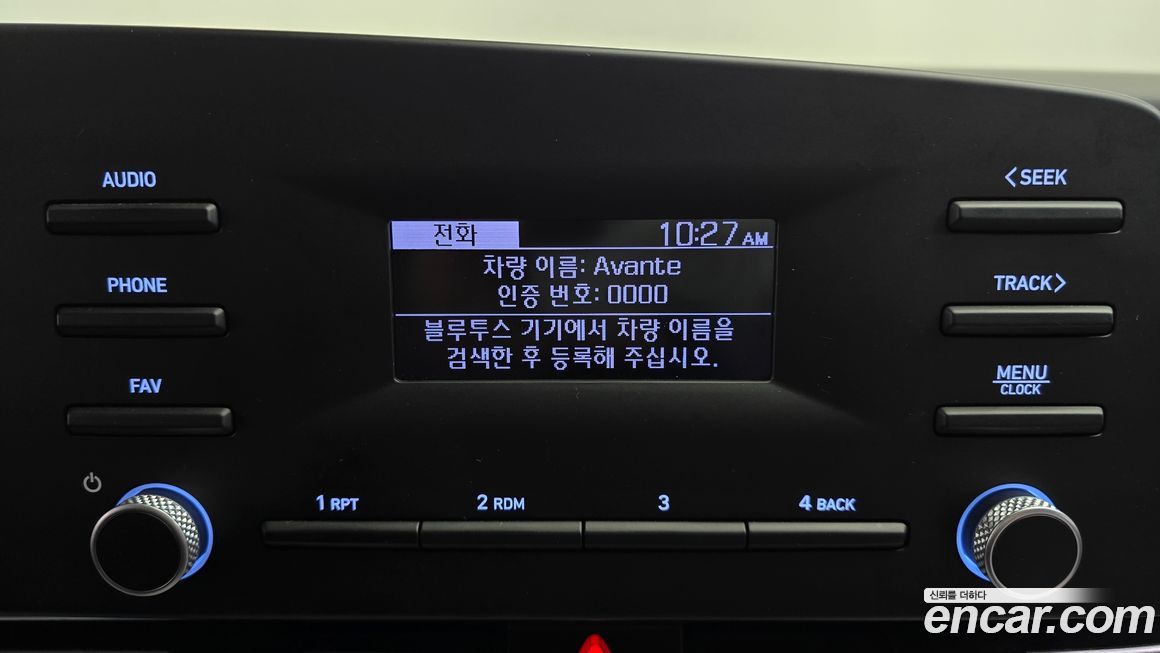 AUDIO
<SEEK
전화 10:27 AM
차량 이름: Avante
인증 번호: 0000
블루투스 기기에서 차량 이름을
검색한 후 등록해 주십시오.
PHONE
TRACK>
FAV
MENU
CLOCK
1 RPT
2 RDM
3
4 BACK
신뢰를 더하다
encar.com